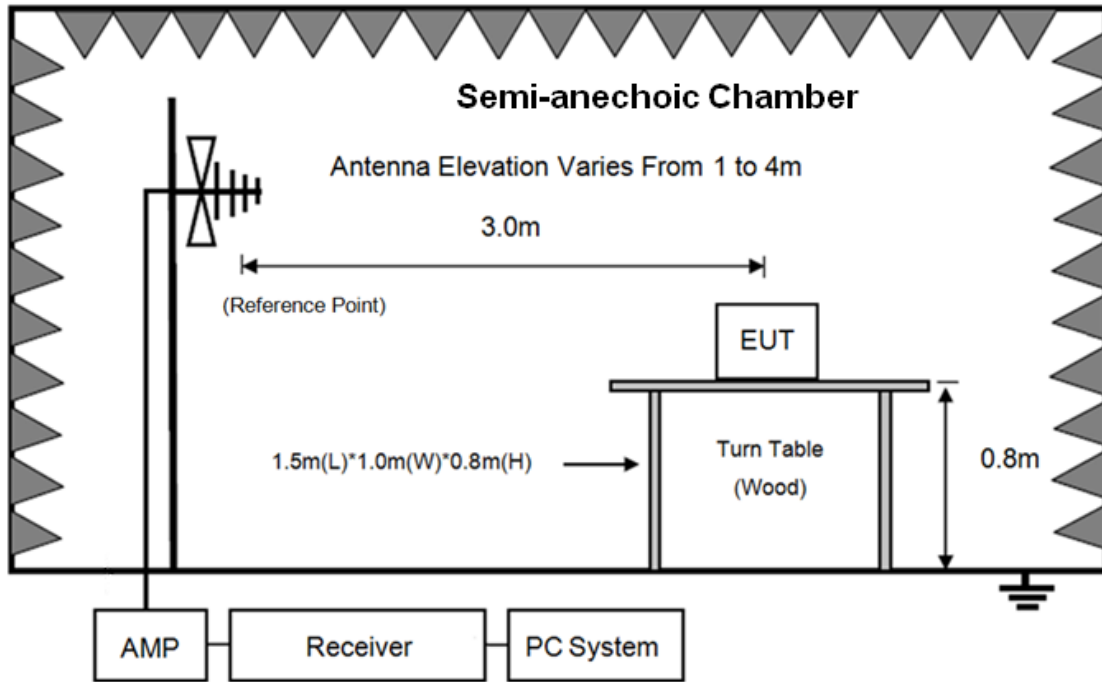 Semi-anechoic Chamber
Antenna Elevation Varies From 1 to 4m
3.0m
(Reference Point)
EUT
1.5m(L)*1.0m(W)*0.8m(H)
Turn Table
(Wood)
0.8m
AMP
Receiver
PC System